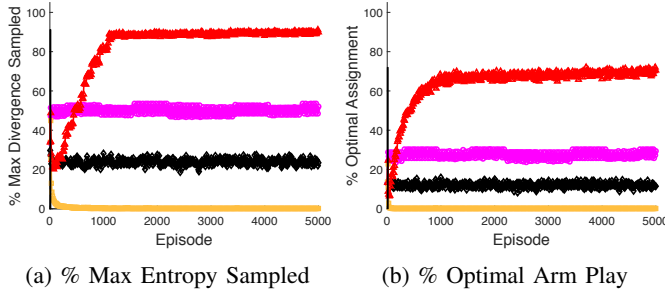 % Max Divergence Sampled
100
80
60
40
20
0
0 1000 2000 3000 4000 5000
Episode
(a) % Max Entropy Sampled
% Optimal Assignment
100
80
60
40
20
0
0 1000 2000 3000 4000 5000
Episode
(b) % Optimal Arm Play